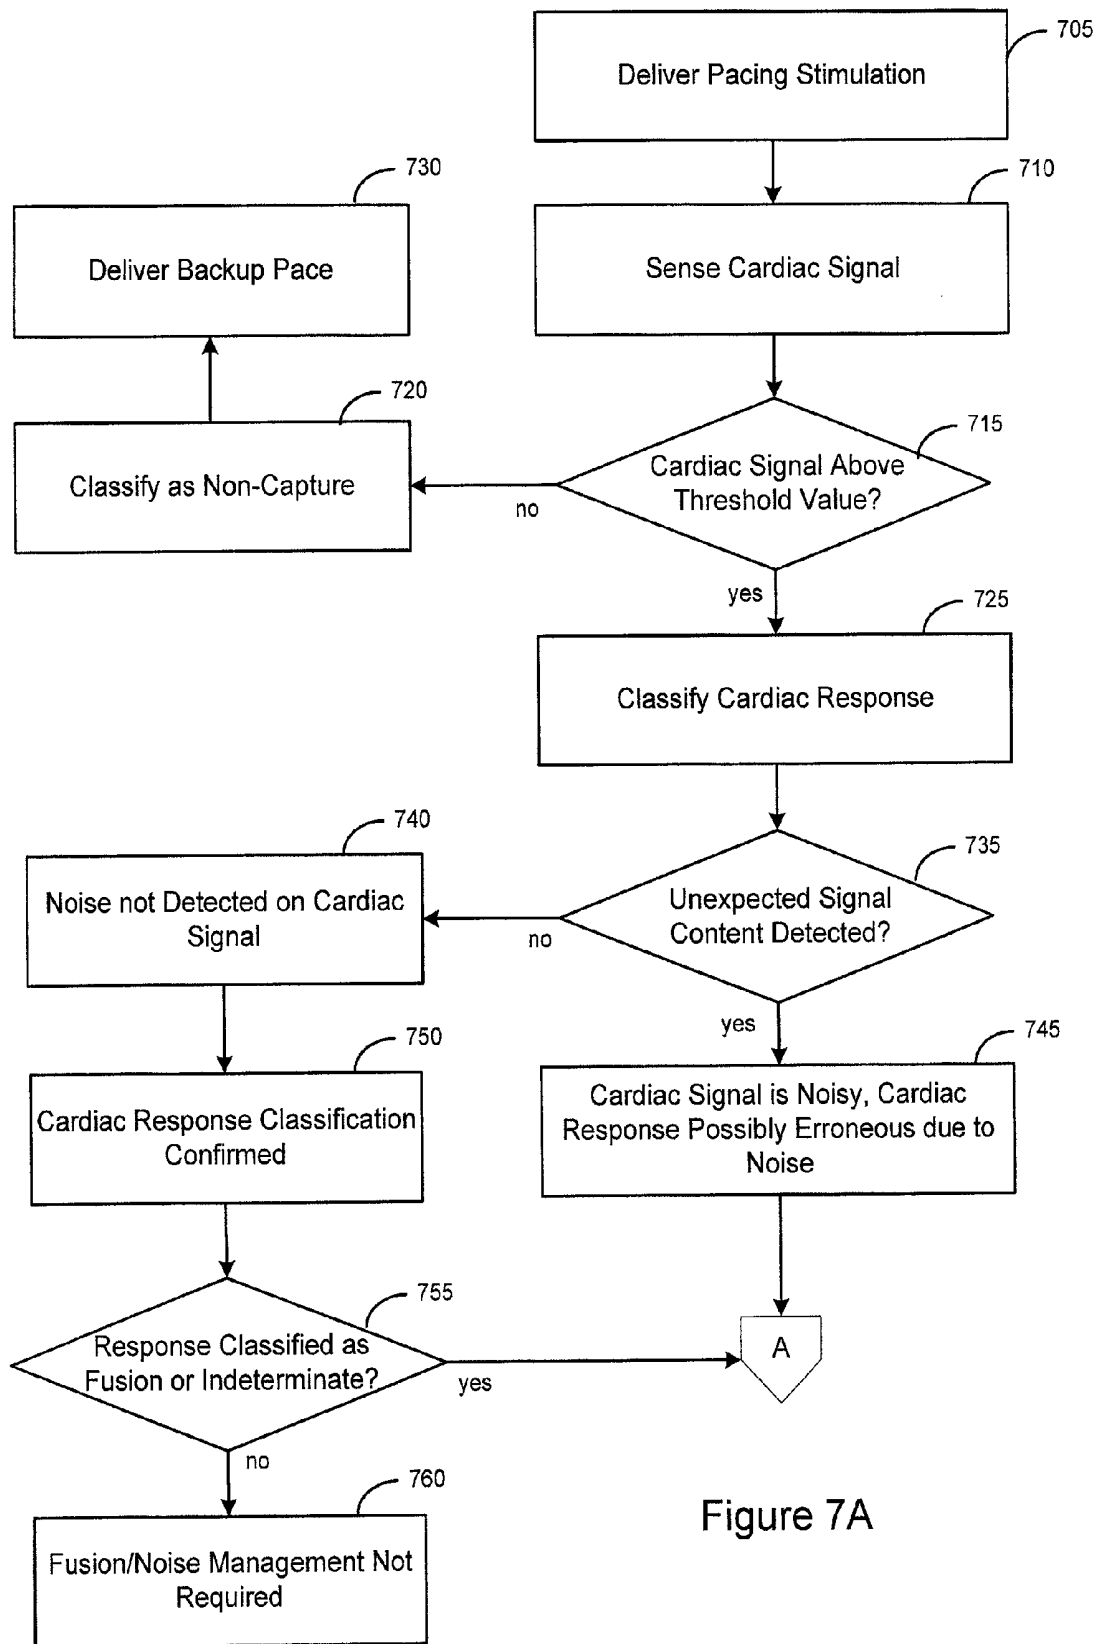 705
Deliver Pacing Stimulation
730
710
Deliver Backup Pace
Sense Cardiac Signal
720
715
Classify as Non-Capture
Cardiac Signal Above
Threshold Value?
no
yes
725
Classify Cardiac Response
740
735
Noise not Detected on Cardiac
Signal
Unexpected Signal
Content Detected?
no
yes
750
745
Cardiac Response Classification
Confirmed
Cardiac Signal is Noisy, Cardiac
Response Possibly Erroneous due to
Noise
755
Response Classified as
Fusion or Indeterminate?
yes
A
no
760
Fusion/Noise Management Not
Required
Figure 7A